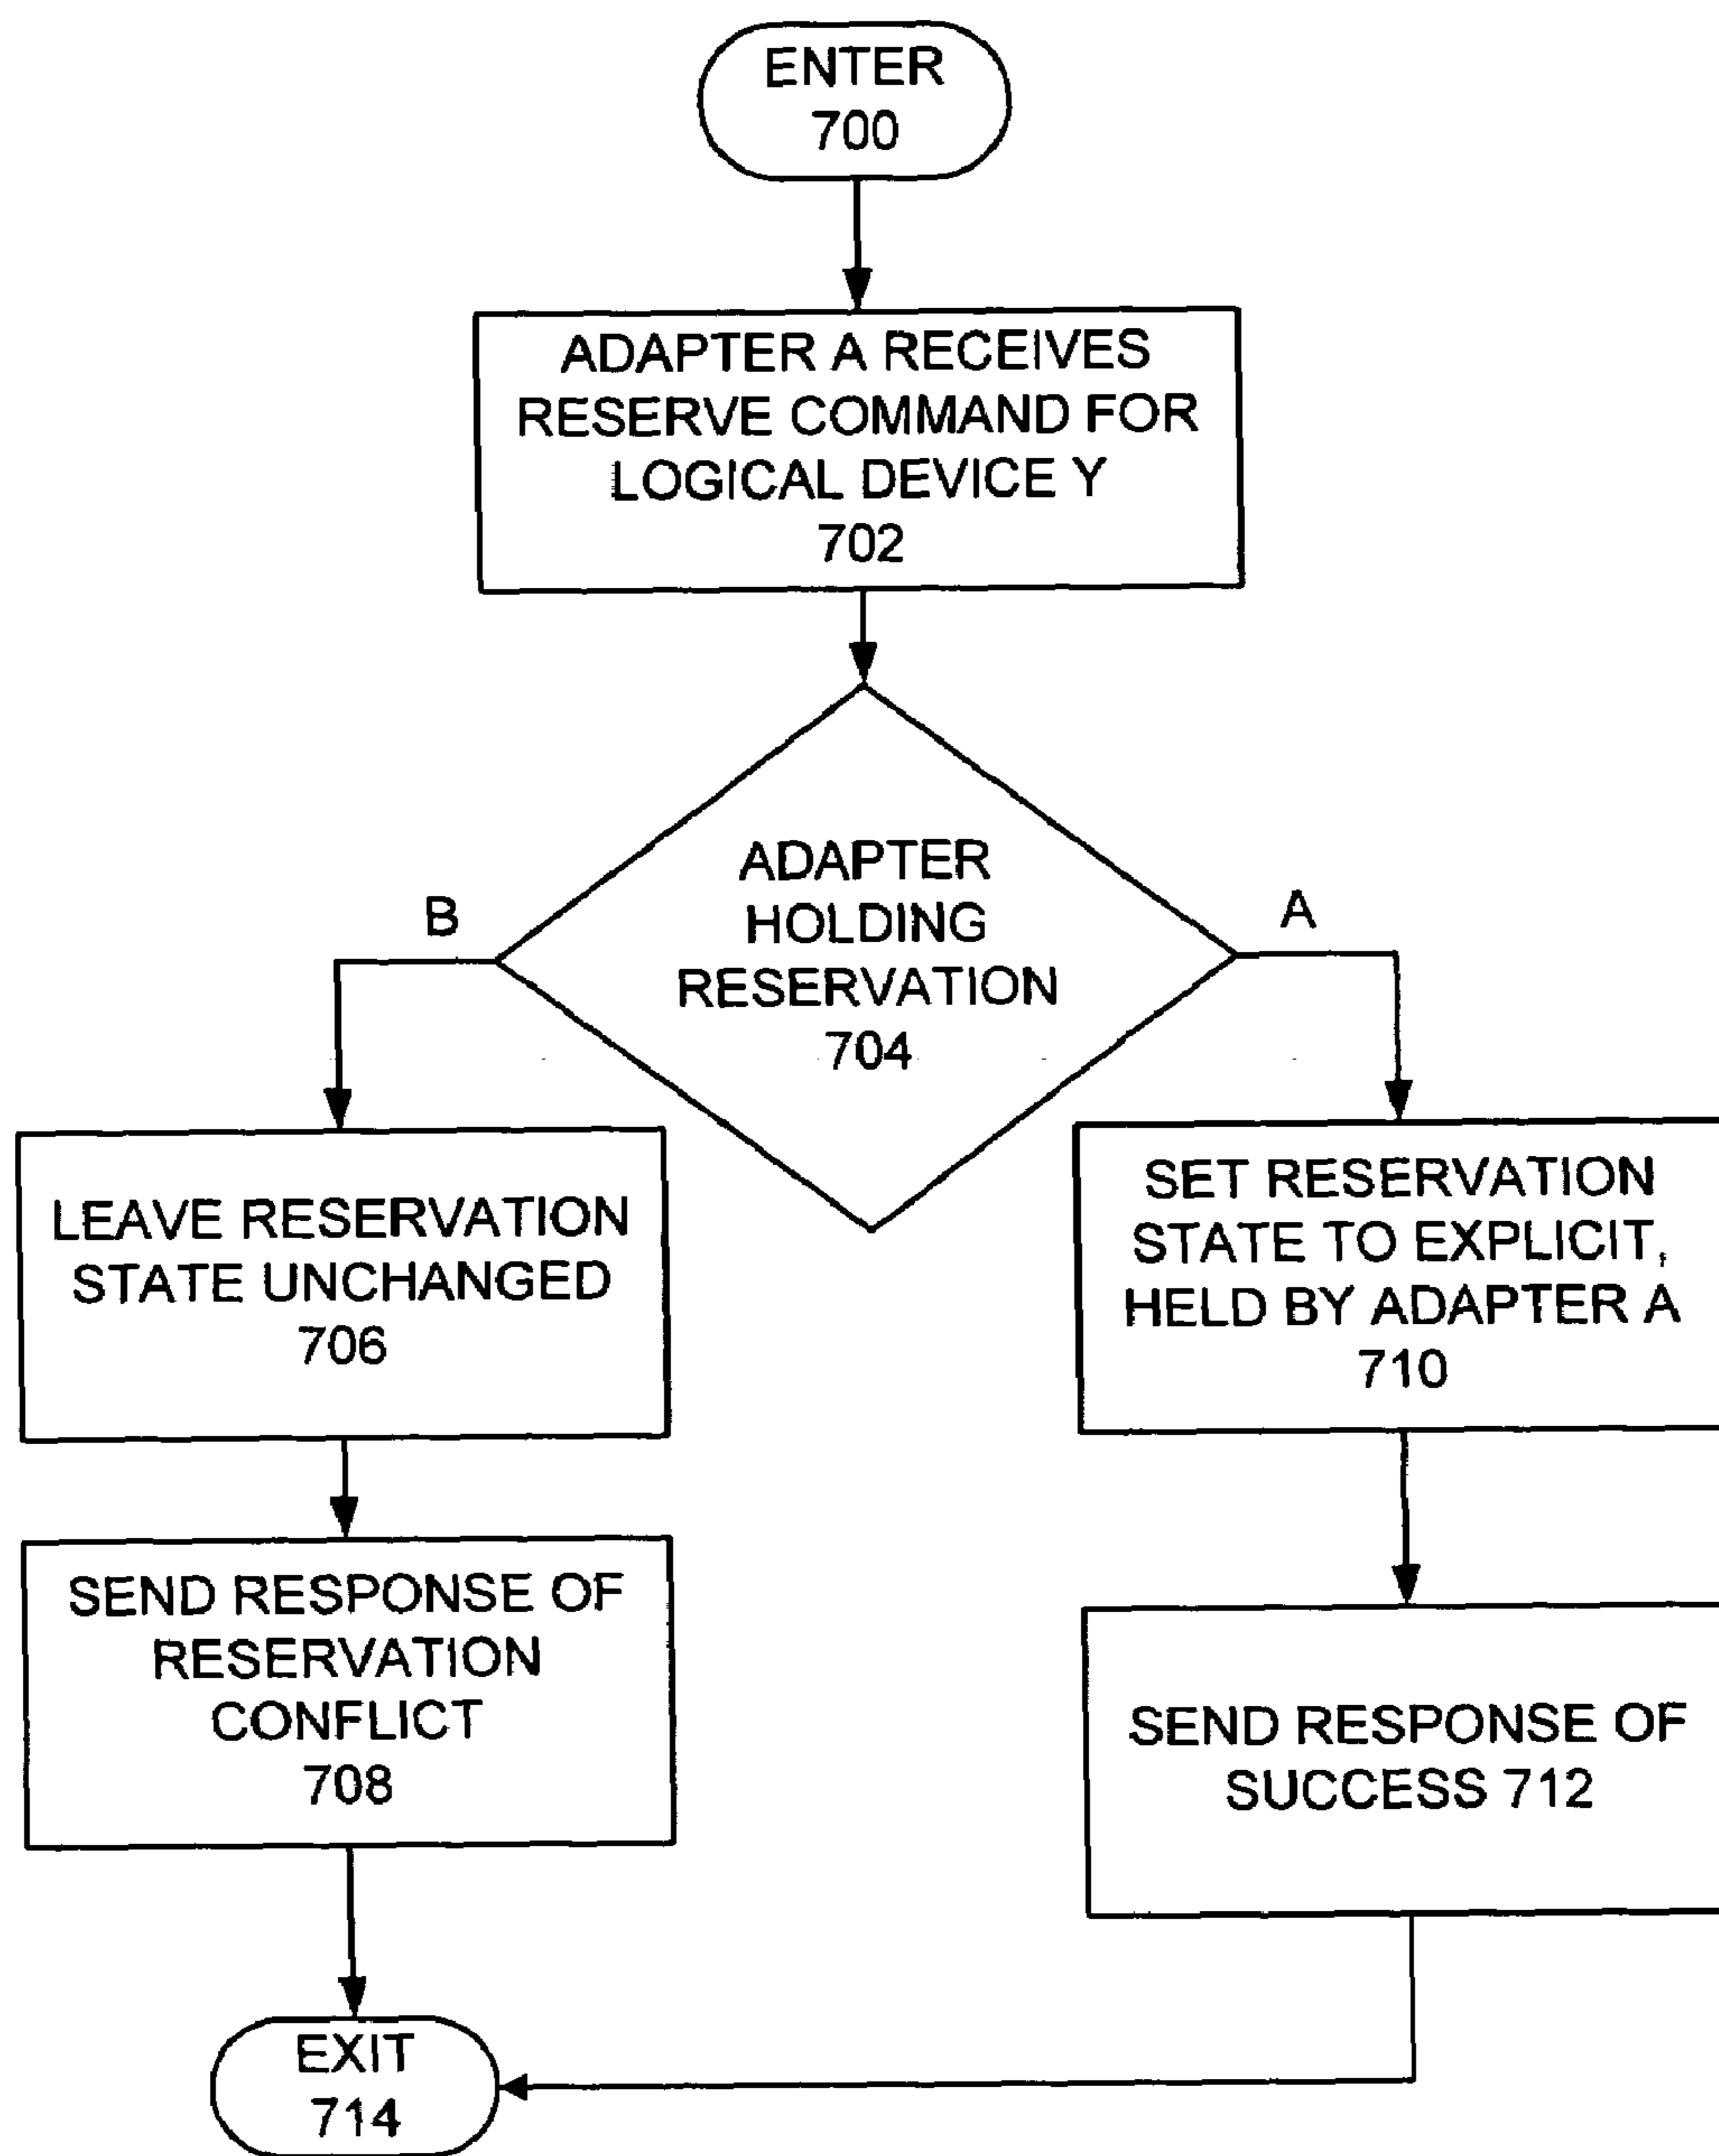 ENTER
700
ADAPTER A RECEIVES
RESERVE COMMAND FOR
LOGICAL DEVICE Y
702
ADAPTER
HOLDING
RESERVATION
704
B
A
LEAVE RESERVATION
STATE UNCHANGED
706
SET RESERVATION
STATE TO EXPLICIT,
HELD BY ADAPTER A
710
SEND RESPONSE OF
RESERVATION
CONFLICT
708
SEND RESPONSE OF
SUCCESS 712
EXIT
714